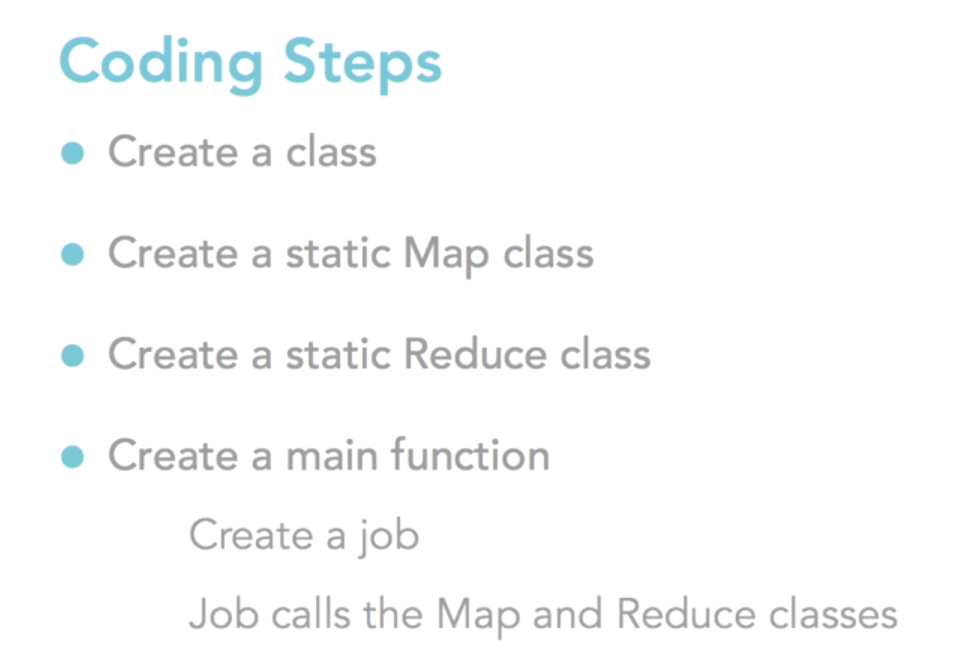 Coding Steps
Create a class
Create a static Map class
Create a static Reduce class
Create a main function
Create a job
Job calls the Map and Reduce classes